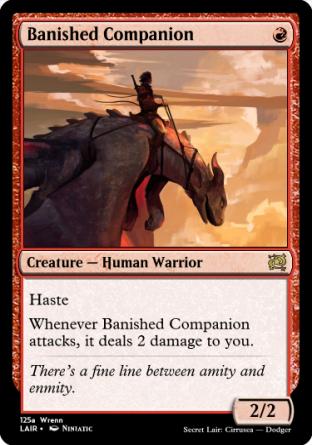 Banished Companion
Creature — Human Warrior
Haste
Whenever Banished Companion
attacks, it deals 2 damage to you.
There's a fine line between amity and
enmity.
2/2
125a Wrenn
LAIR • Niniatic
Secret Lair: Cirrusea — Dodger